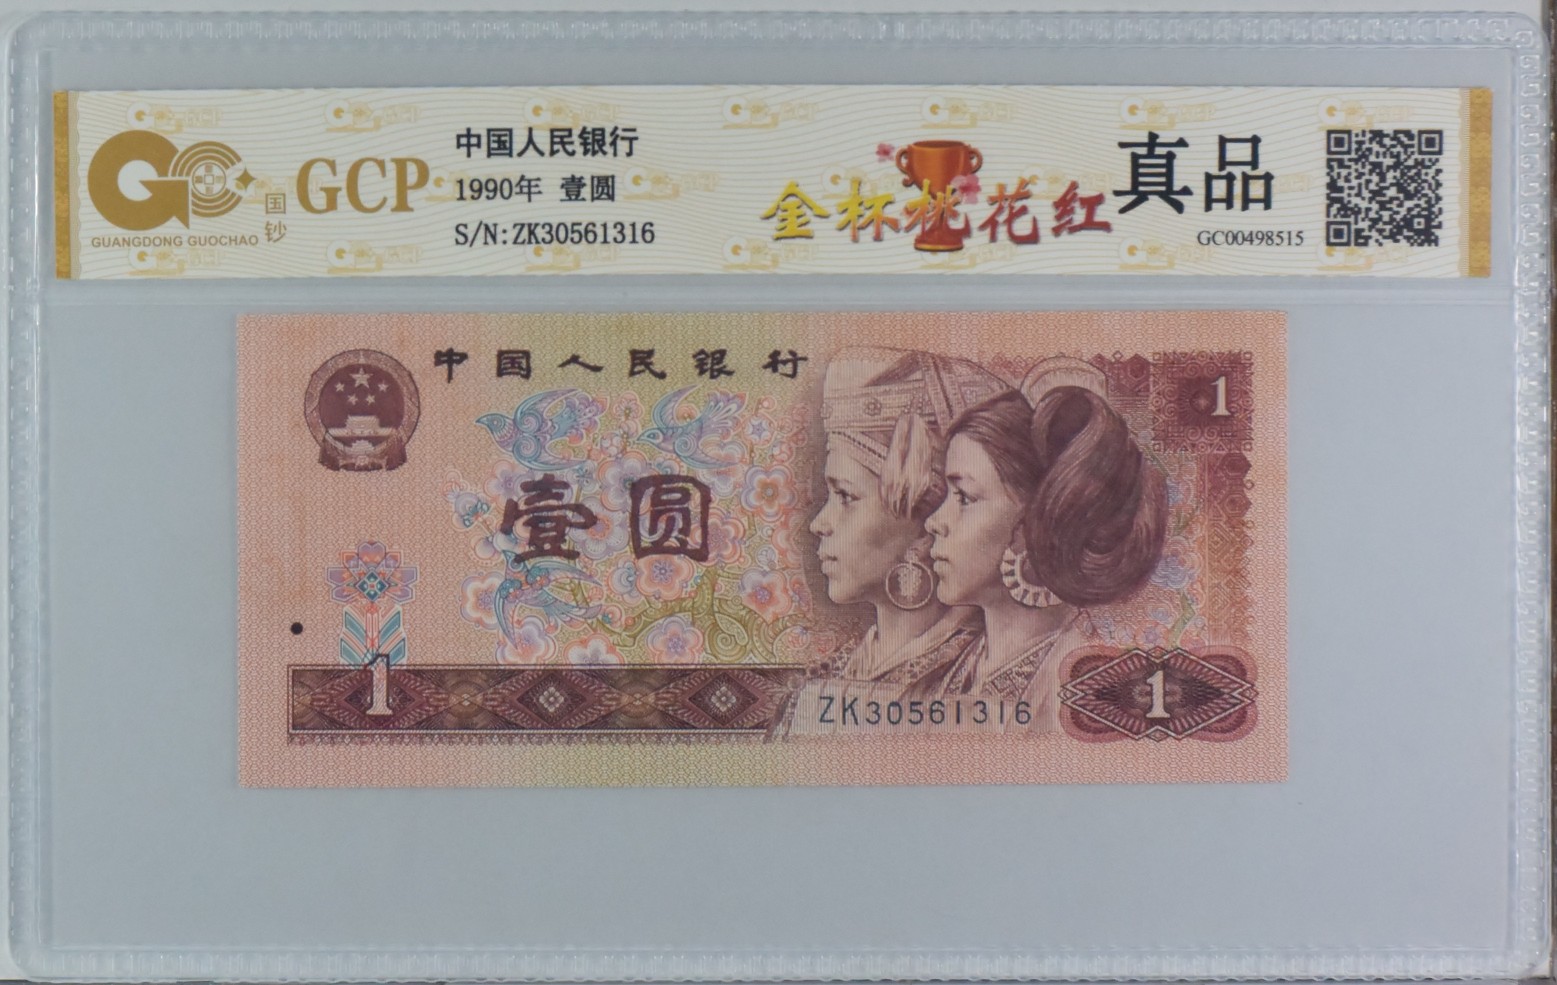 GC
国钞
GUANGDONG GUOCHAO
GCP
中国人民银行
1990年 壹圆
S/N:ZK30561316
金杯桃花红
真品
GC00498515
中国人民银行
1
壹圆
1
ZK30561316
1